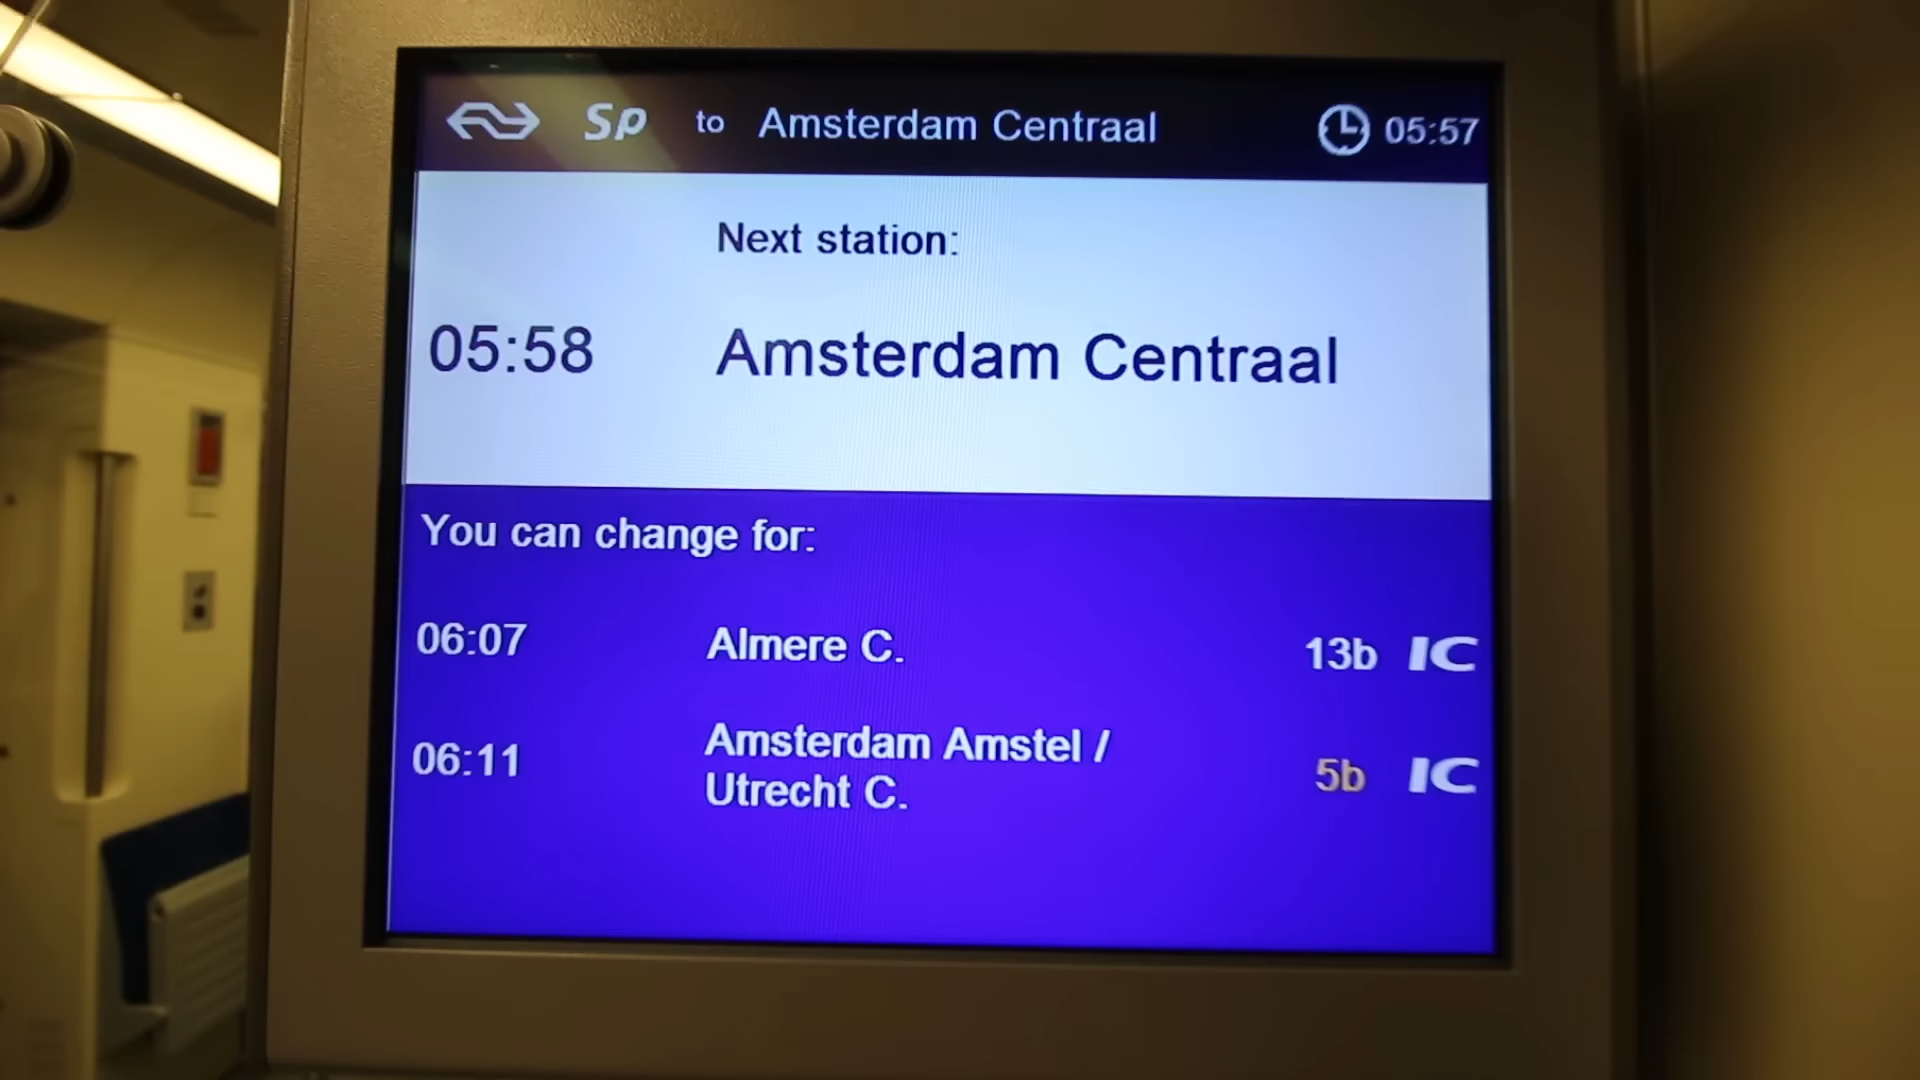 Sp to Amsterdam Centraal 05:57
Next station:
05:58 Amsterdam Centraal
You can change for:
06:07 Almere C. 13b IC
06:11 Amsterdam Amstel / Utrecht C. 5b IC